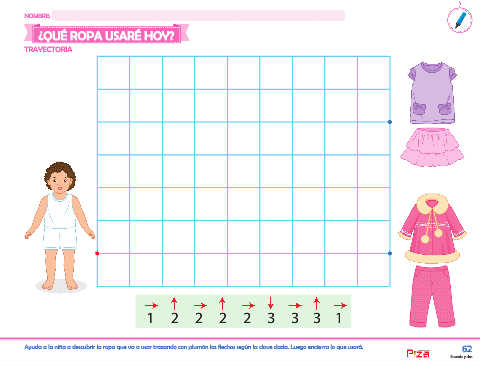 NOMBRE:
¿QUÉ ROPA USARÉ HOY?
TRAYECTORIA
→ ↑ → ↑ → ↓ → ↑ →
1 2 2 2 2 3 3 3 1
Ayuda a la niña a descubrir la ropa que va a usar trazando con plumón las flechas según la clave dada. Luego encierra lo que usará.
Piza
62